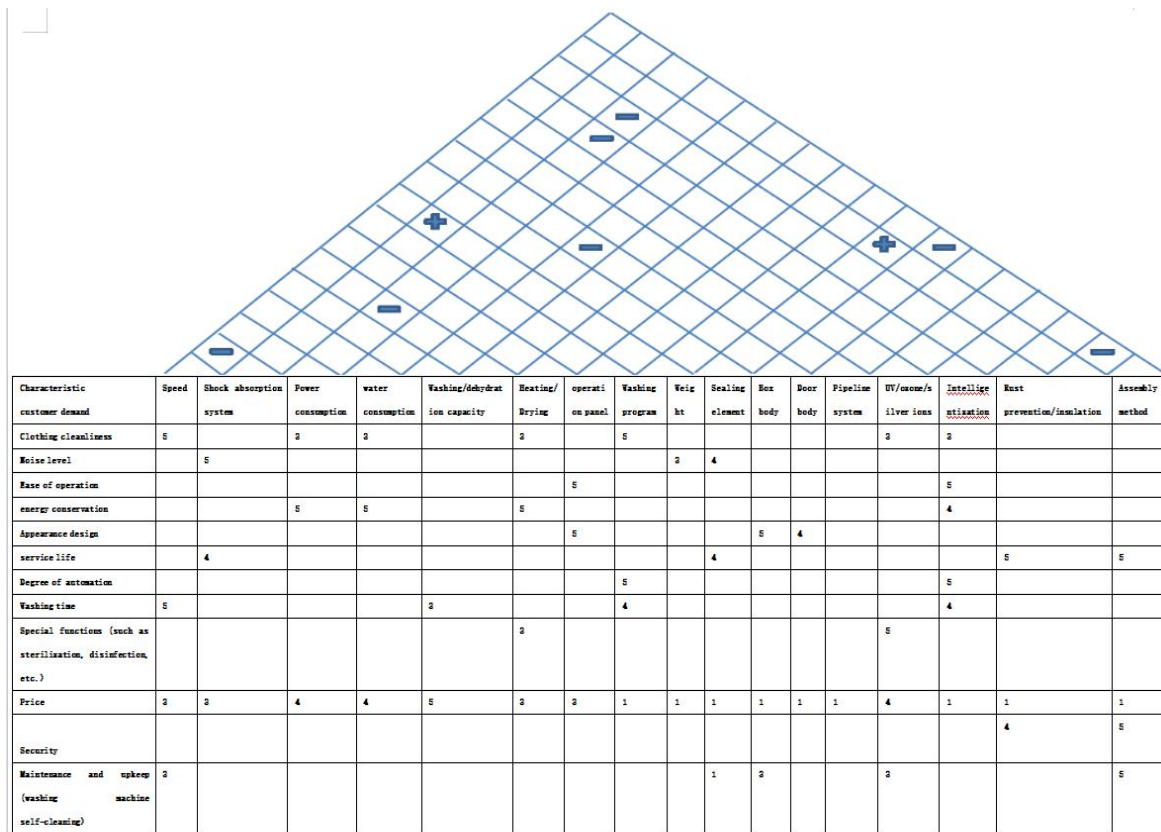 Characteristic Speed Shock absorption Power water Washing/dehydrat Heating/ operati Washing Weig Sealing Box Door Pipeline UV/ozone/s Intellige Rust Assembly
customer demand system consumption consumption ion capacity Drying on panel program ht element body body system ilver ions ntization prevention/insulation method
Clothing cleanliness 5 3 3 3 5 3 3
Noise level 5 3 4
Ease of operation 5 5
energy conservation 5 5 5 4
Appearance design 5 5 4
service life 4 4 5 5
Degree of automation 5 5
Washing time 5 3 4 4
Special functions (such as 3 5
sterilization, disinfection,
etc.)
Price 3 3 4 4 5 3 3 1 1 1 1 1 1 4 1 1 1
4 5
Security
Maintenance and upkeep 3 1 3 3 5
(washing machine
self-cleaning)